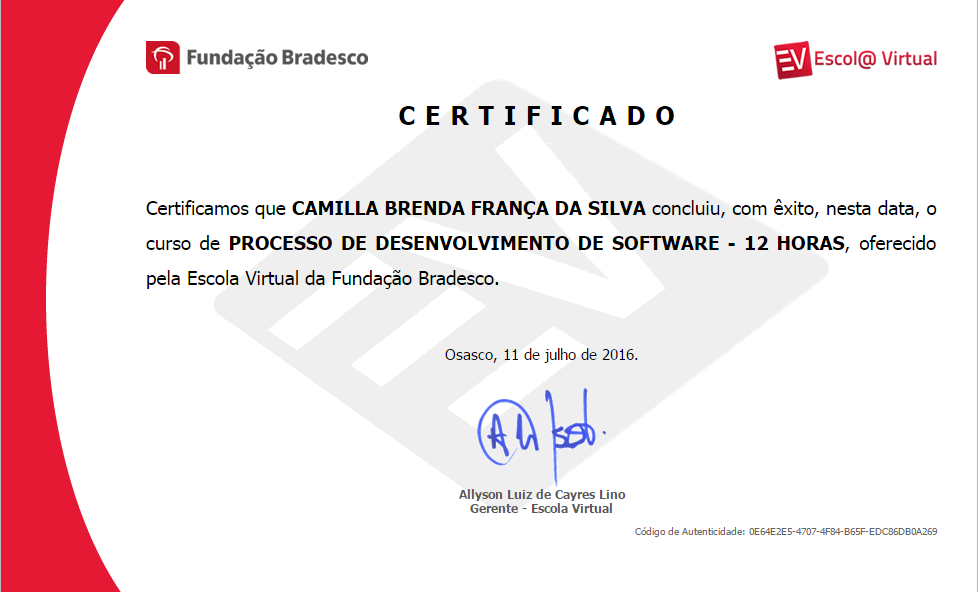 Fundação Bradesco
EV Escol@ Virtual
CERTIFICADO
Certificamos que CAMILLA BRENDA FRANÇA DA SILVA concluiu, com êxito, nesta data, o
curso de PROCESSO DE DESENVOLVIMENTO DE SOFTWARE - 12 HORAS, oferecido
pela Escola Virtual da Fundação Bradesco.
Osasco, 11 de julho de 2016.
Allyson Luiz de Cayres Lino
Gerente - Escola Virtual
Código de Autenticidade: 0E64E2E5-4707-4F84-B65F-EDC86DB0A269